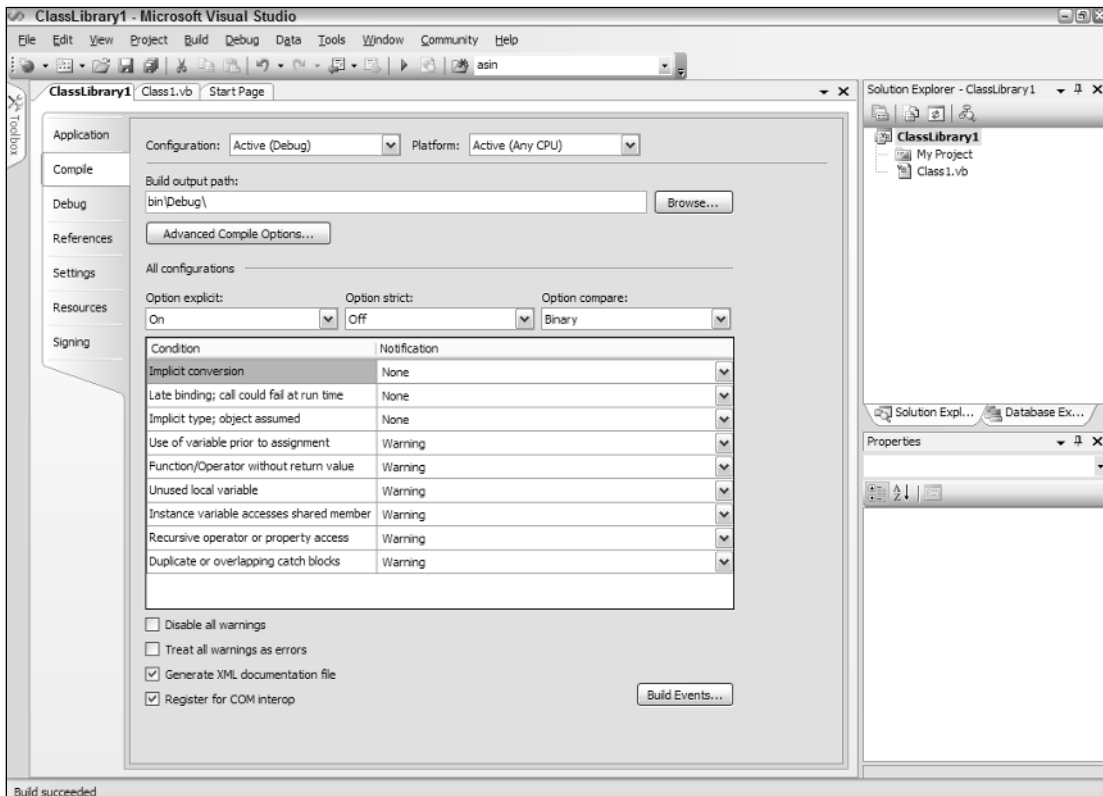 ClassLibrary1 - Microsoft Visual Studio
File Edit View Project Build Debug Data Tools Window Community Help
asin
Toolbox
ClassLibrary1 Class1.vb Start Page
Application
Compile
Debug
References
Settings
Resources
Signing
Configuration: Active (Debug) Platform: Active (Any CPU)
Build output path:
bin\Debug\ Browse...
Advanced Compile Options...
All configurations
Option explicit: Option strict: Option compare:
On Off Binary
Condition Notification
Implicit conversion None
Late binding; call could fail at run time None
Implicit type; object assumed None
Use of variable prior to assignment Warning
Function/Operator without return value Warning
Unused local variable Warning
Instance variable accesses shared member Warning
Recursive operator or property access Warning
Duplicate or overlapping catch blocks Warning
Disable all warnings
Treat all warnings as errors
Generate XML documentation file
Register for COM interop Build Events...
Solution Explorer - ClassLibrary1
ClassLibrary1
My Project
Class1.vb
Solution Expl... Database Ex...
Properties
Build succeeded